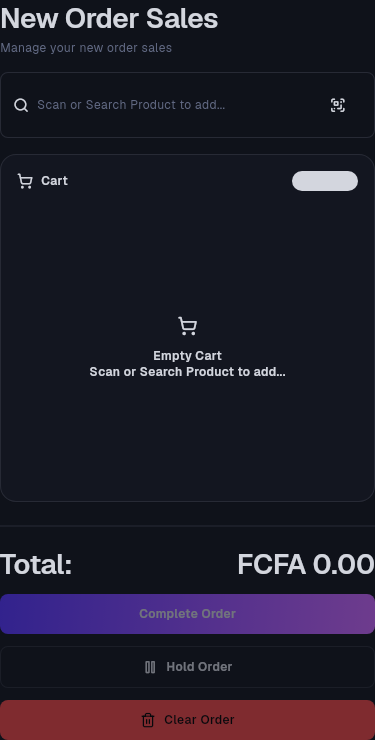 New Order Sales
Manage your new order sales
Scan or Search Product to add...
Cart
Empty Cart
Scan or Search Product to add...
Total: FCFA 0.00
Complete Order
Hold Order
Clear Order